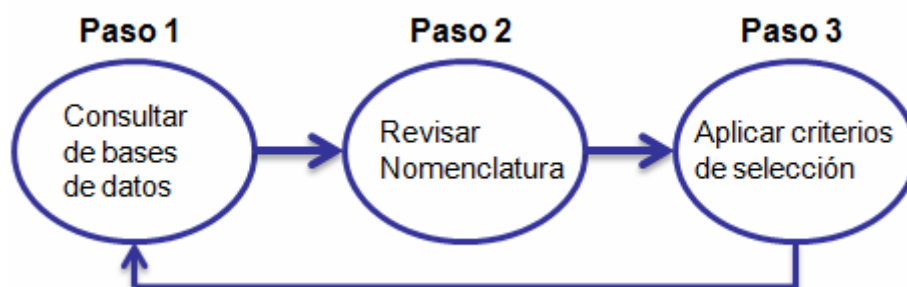 Paso 1
Paso 2
Paso 3
Consultar
de bases
de datos
Revisar
Nomenclatura
Aplicar criterios
de selección